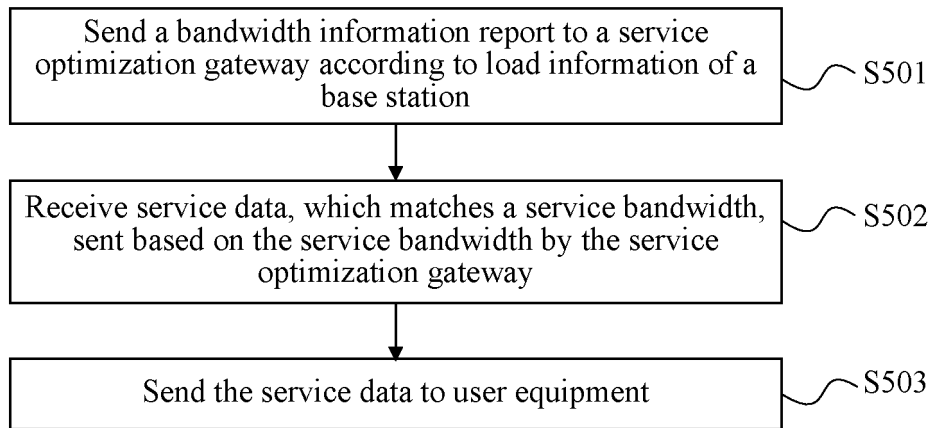 Send a bandwidth information report to a service
optimization gateway according to load information of a
base station
S501
Receive service data, which matches a service bandwidth,
sent based on the service bandwidth by the service
optimization gateway
S502
Send the service data to user equipment
S503